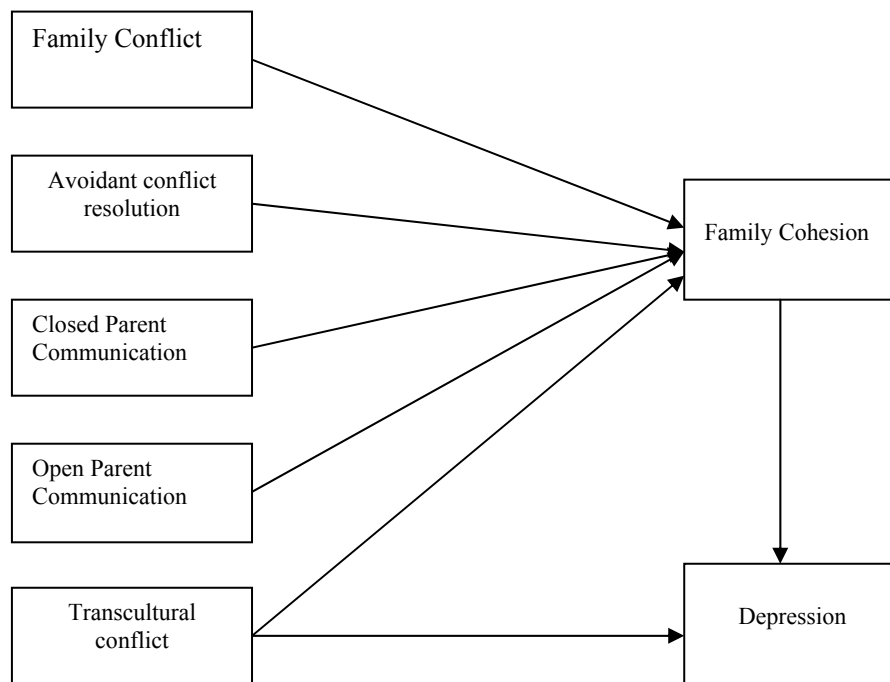 Family Conflict
Avoidant conflict
resolution
Family Cohesion
Closed Parent
Communication
Open Parent
Communication
Transcultural
conflict
Depression